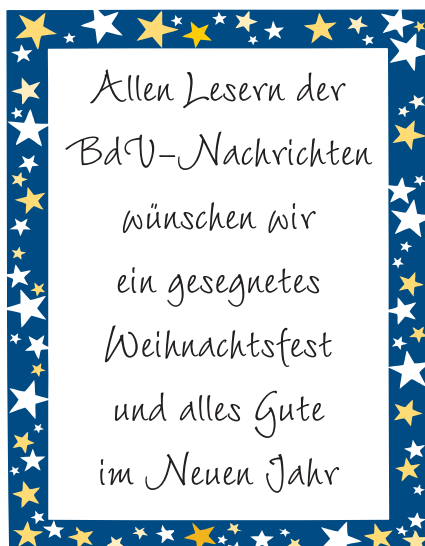 Allen Lesern der
BdV-Nachrichten
wünschen wir
ein gesegnetes
Weihnachtsfest
und alles Gute
im Neuen Jahr